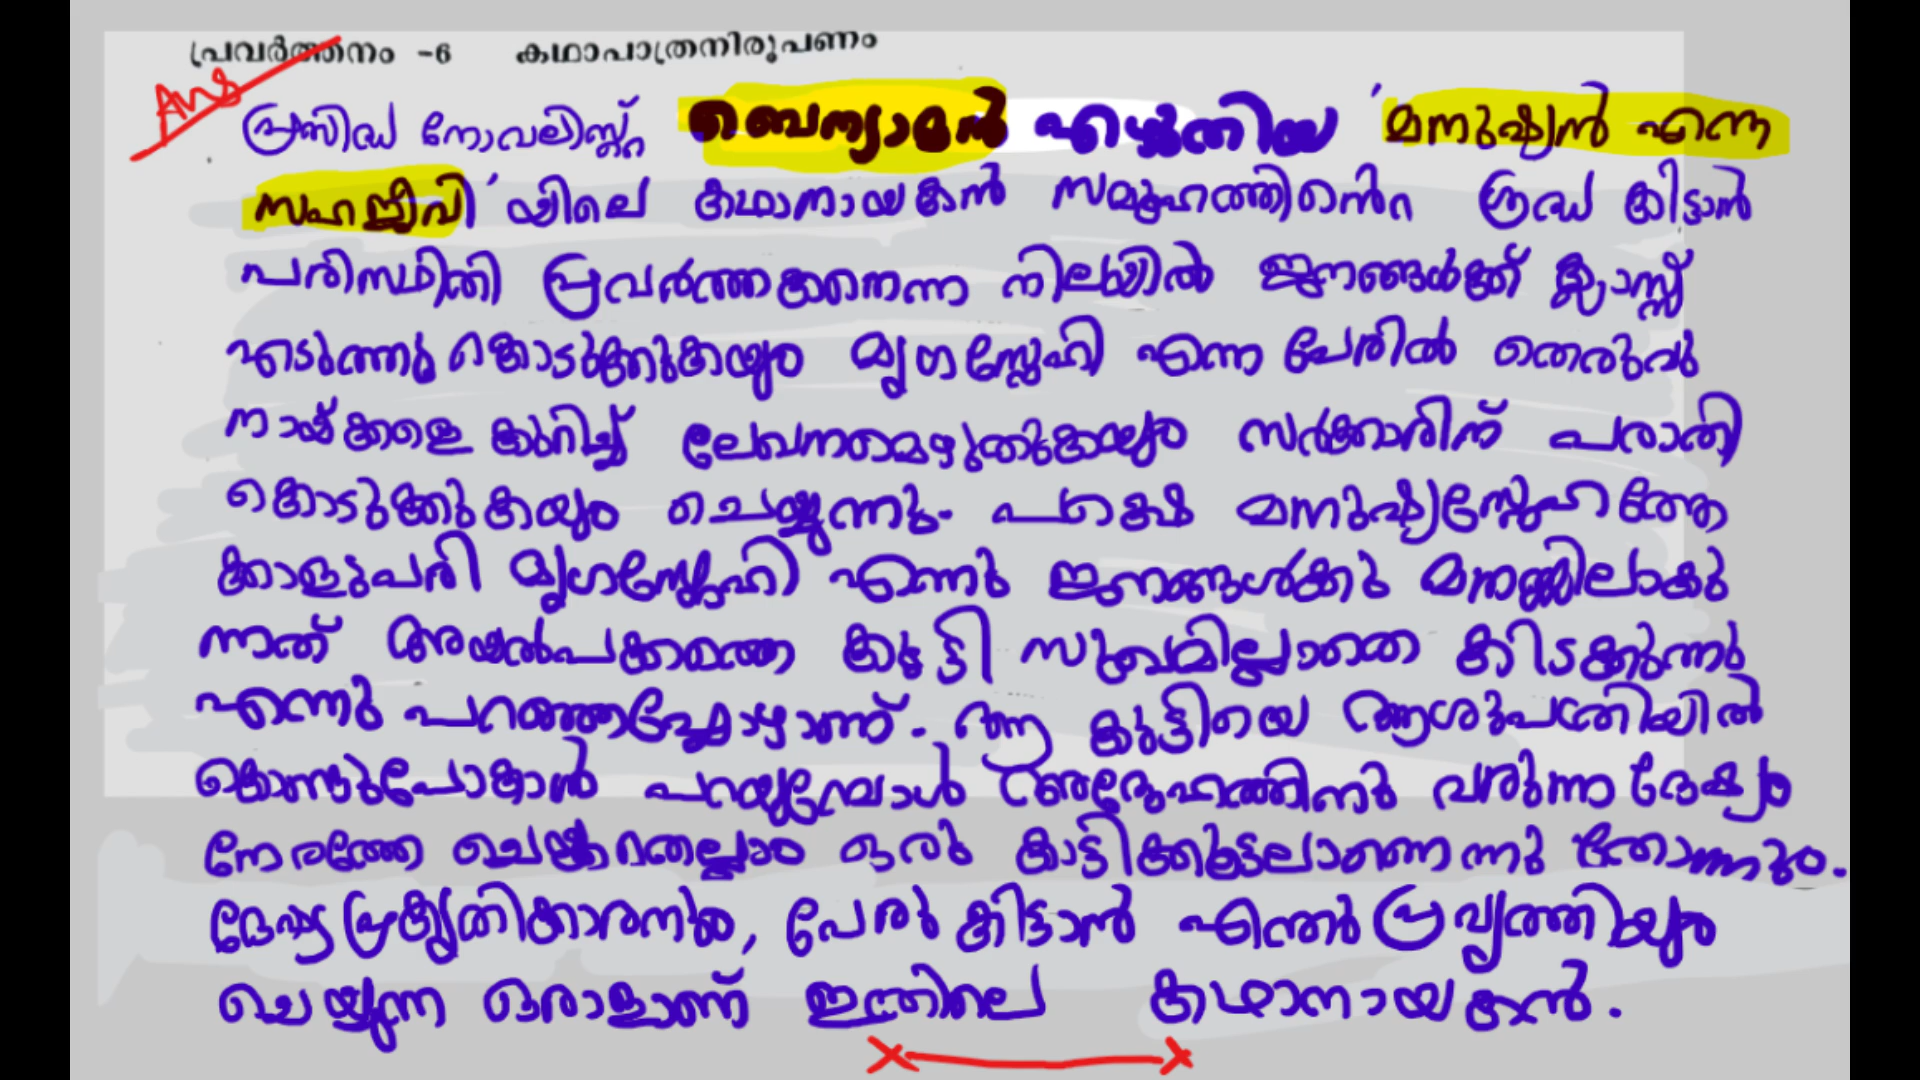 പ്രവർത്തനം -6 കഥാപാത്രനിരൂപണം
Ans
പ്രസിദ്ധ നോവലിസ്റ്റ് ബെന്യാമൻ എഴുതിയ 'മനുഷ്യൻ എന്ന
സഹജീവി' യിലെ കഥാനായകൻ സമൂഹത്തിന്റെ ശ്രദ്ധ കിട്ടാൻ
പരിസ്ഥിതി പ്രവർത്തകനെന്ന നിലയിൽ ജനങ്ങൾക്ക് ക്ലാസ്സ്
എടുത്തു കൊടുക്കുകയും മൃഗസ്നേഹി എന്ന പേരിൽ തെരുവു
നായ്ക്കളെ കുറിച്ച് ലേഖനമെഴുതുകയും സർക്കാരിന് പരാതി
കൊടുക്കുകയും ചെയ്യുന്നു. പക്ഷെ മനുഷ്യസ്നേഹത്തേ
ക്കാളുപരി മൃഗസ്നേഹി എന്നു ജനങ്ങൾക്കു മനസ്സിലാകു
ന്നത് അയൽപക്കത്തെ കുട്ടി സുഖമില്ലാതെ കിടക്കുന്നു
എന്നു പറഞ്ഞപ്പോഴാണ്. ആ കുട്ടിയെ ആശുപത്രിയിൽ
കൊണ്ടുപോകാൻ പറയുമ്പോൾ അദ്ദേഹത്തിനു വരുന്ന ദേഷ്യം
നേരത്തേ ചെയ്തതെല്ലാം ഒരു കാട്ടിക്കൂട്ടലാണെന്നു തോന്നും.
ദേഷ്യപ്രകൃതിക്കാരനും, പേരു കിട്ടാൻ എന്തു പ്രവൃത്തിയും
ചെയ്യുന്ന ഒരാളാണ് ഇതിലെ കഥാനായകൻ.